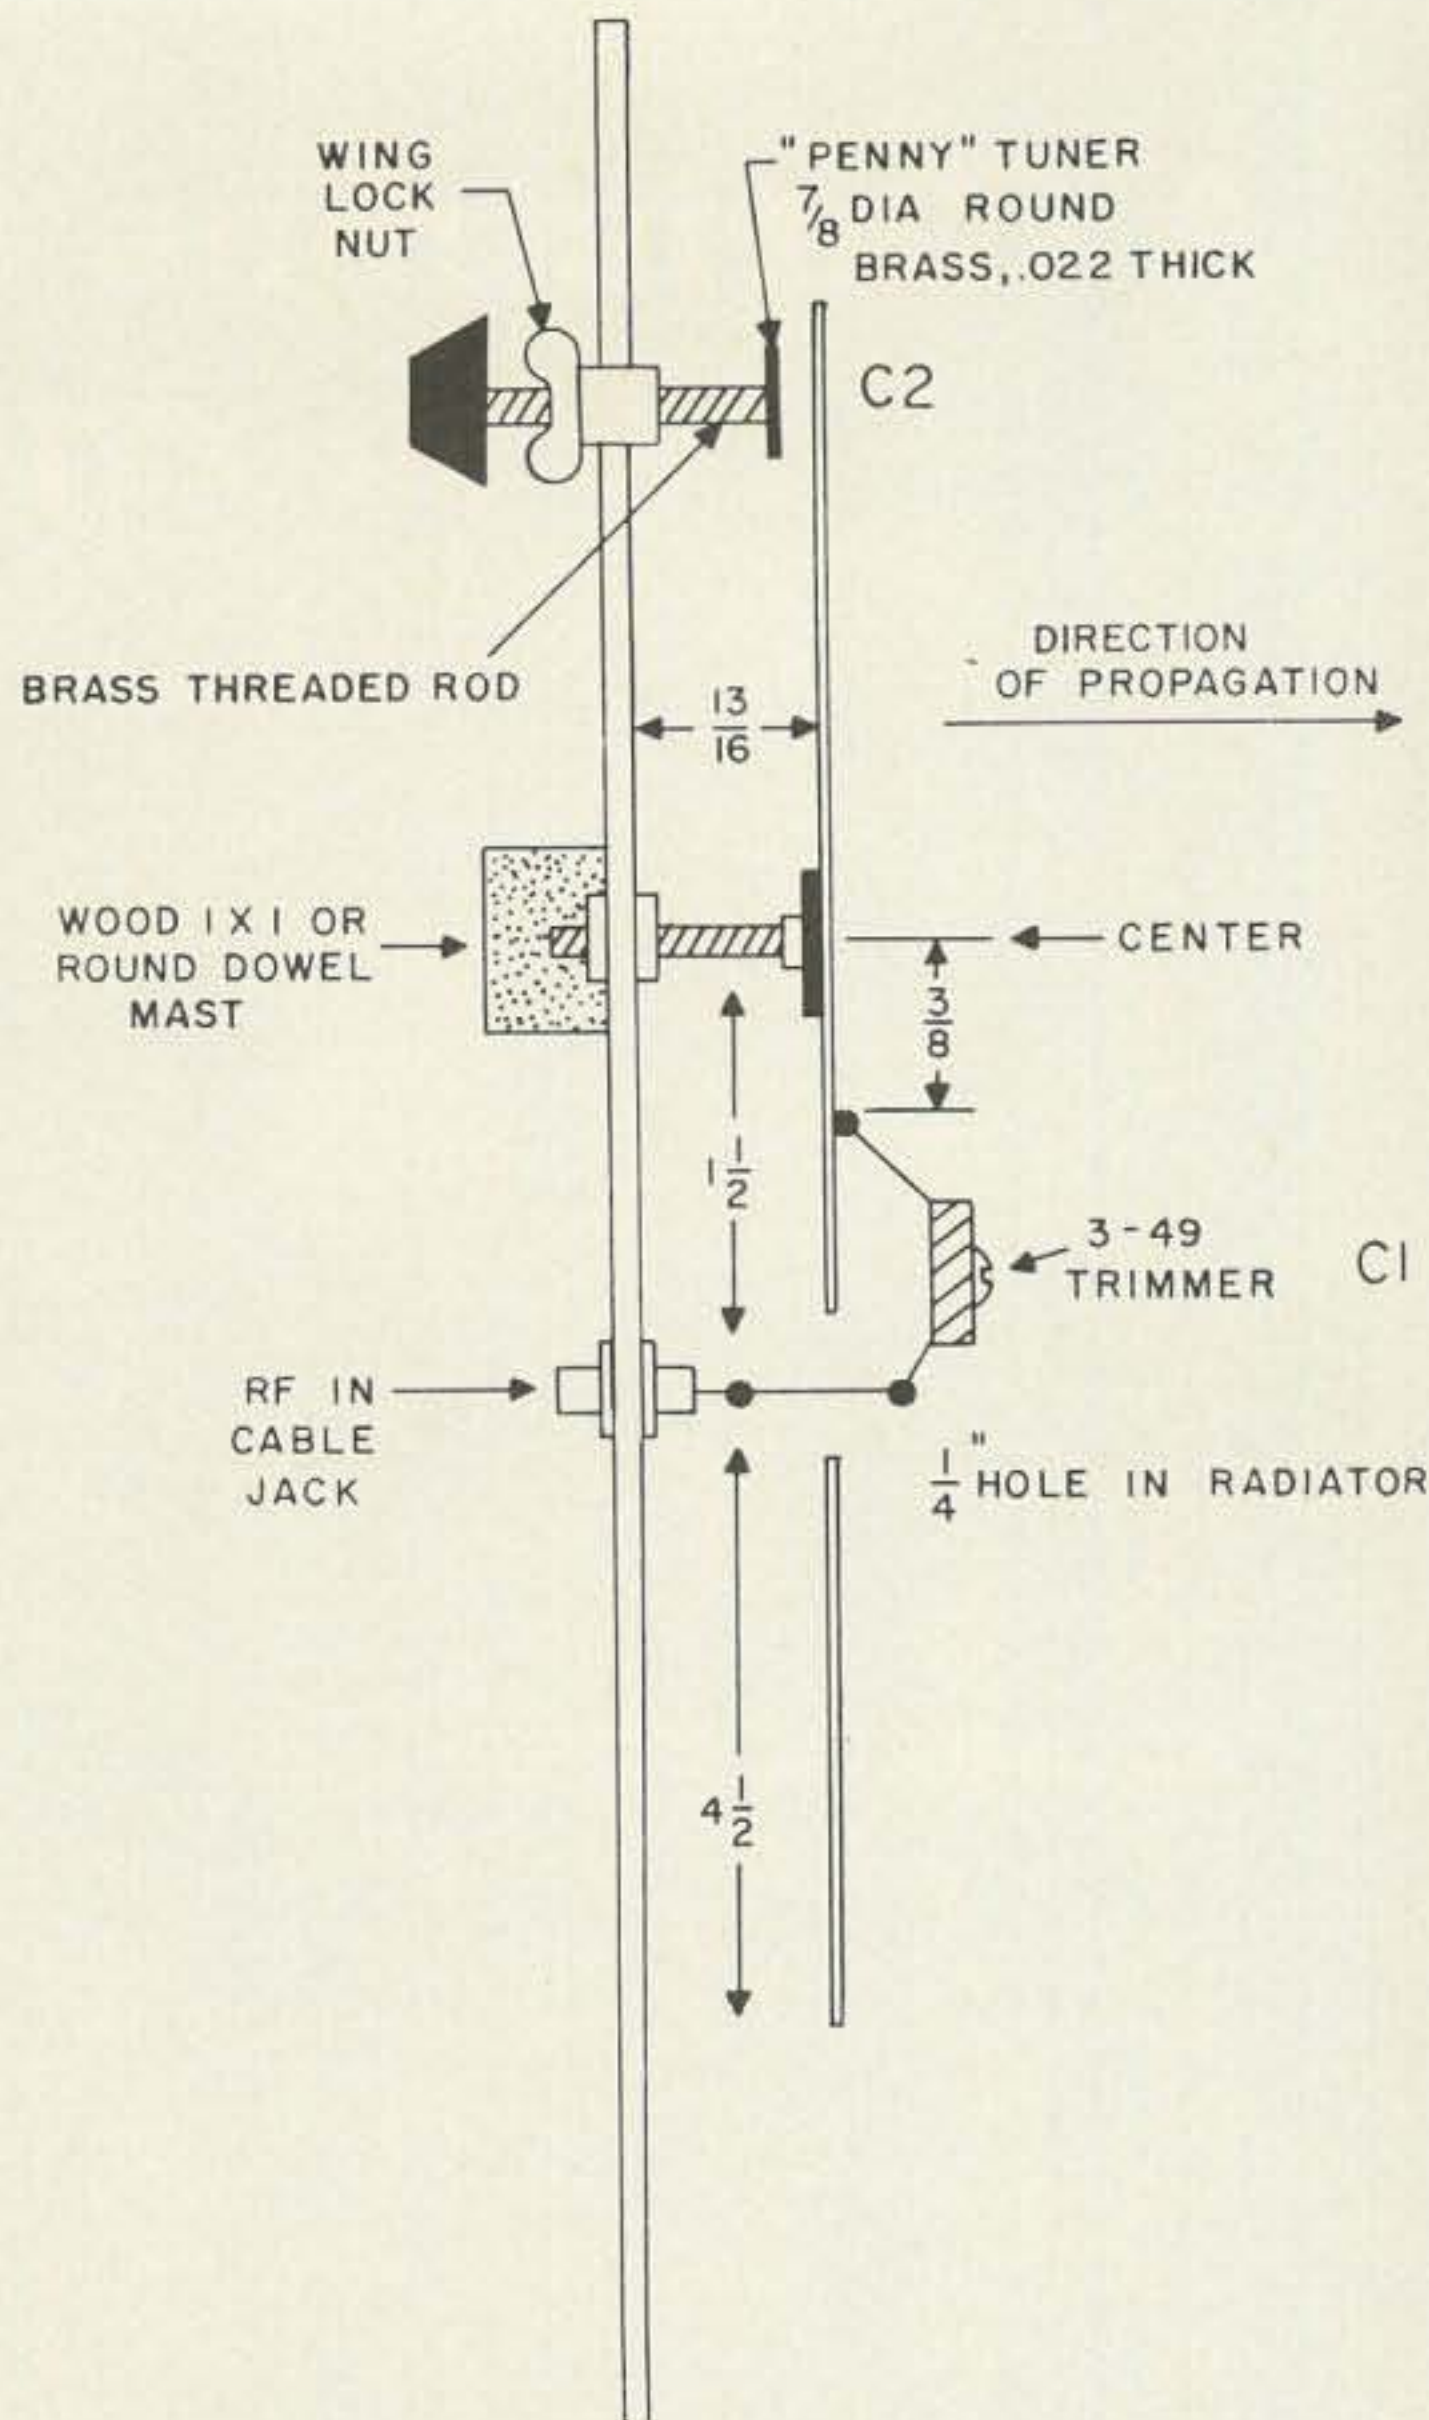 WING
LOCK
NUT
"PENNY" TUNER
7/8 DIA ROUND
BRASS, .022 THICK
C2
BRASS THREADED ROD
DIRECTION
OF PROPAGATION
13/16
WOOD 1 X 1 OR
ROUND DOWEL
MAST
CENTER
3/8
1 1/2
3-49
TRIMMER
C1
RF IN
CABLE
JACK
1/4" HOLE IN RADIATOR
4 1/2